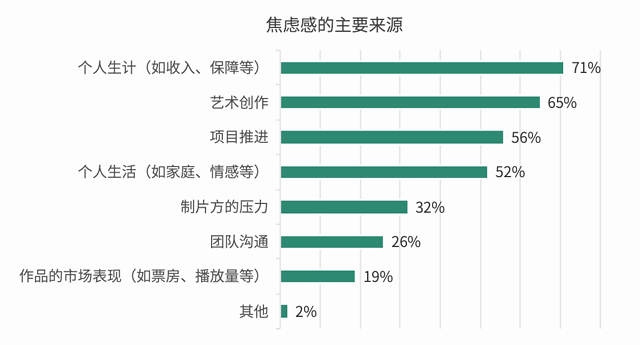 焦虑感的主要来源
个人生计（如收入、保障等） 71%
艺术创作 65%
项目推进 56%
个人生活（如家庭、情感等） 52%
制片方的压力 32%
团队沟通 26%
作品的市场表现（如票房、播放量等） 19%
其他 2%